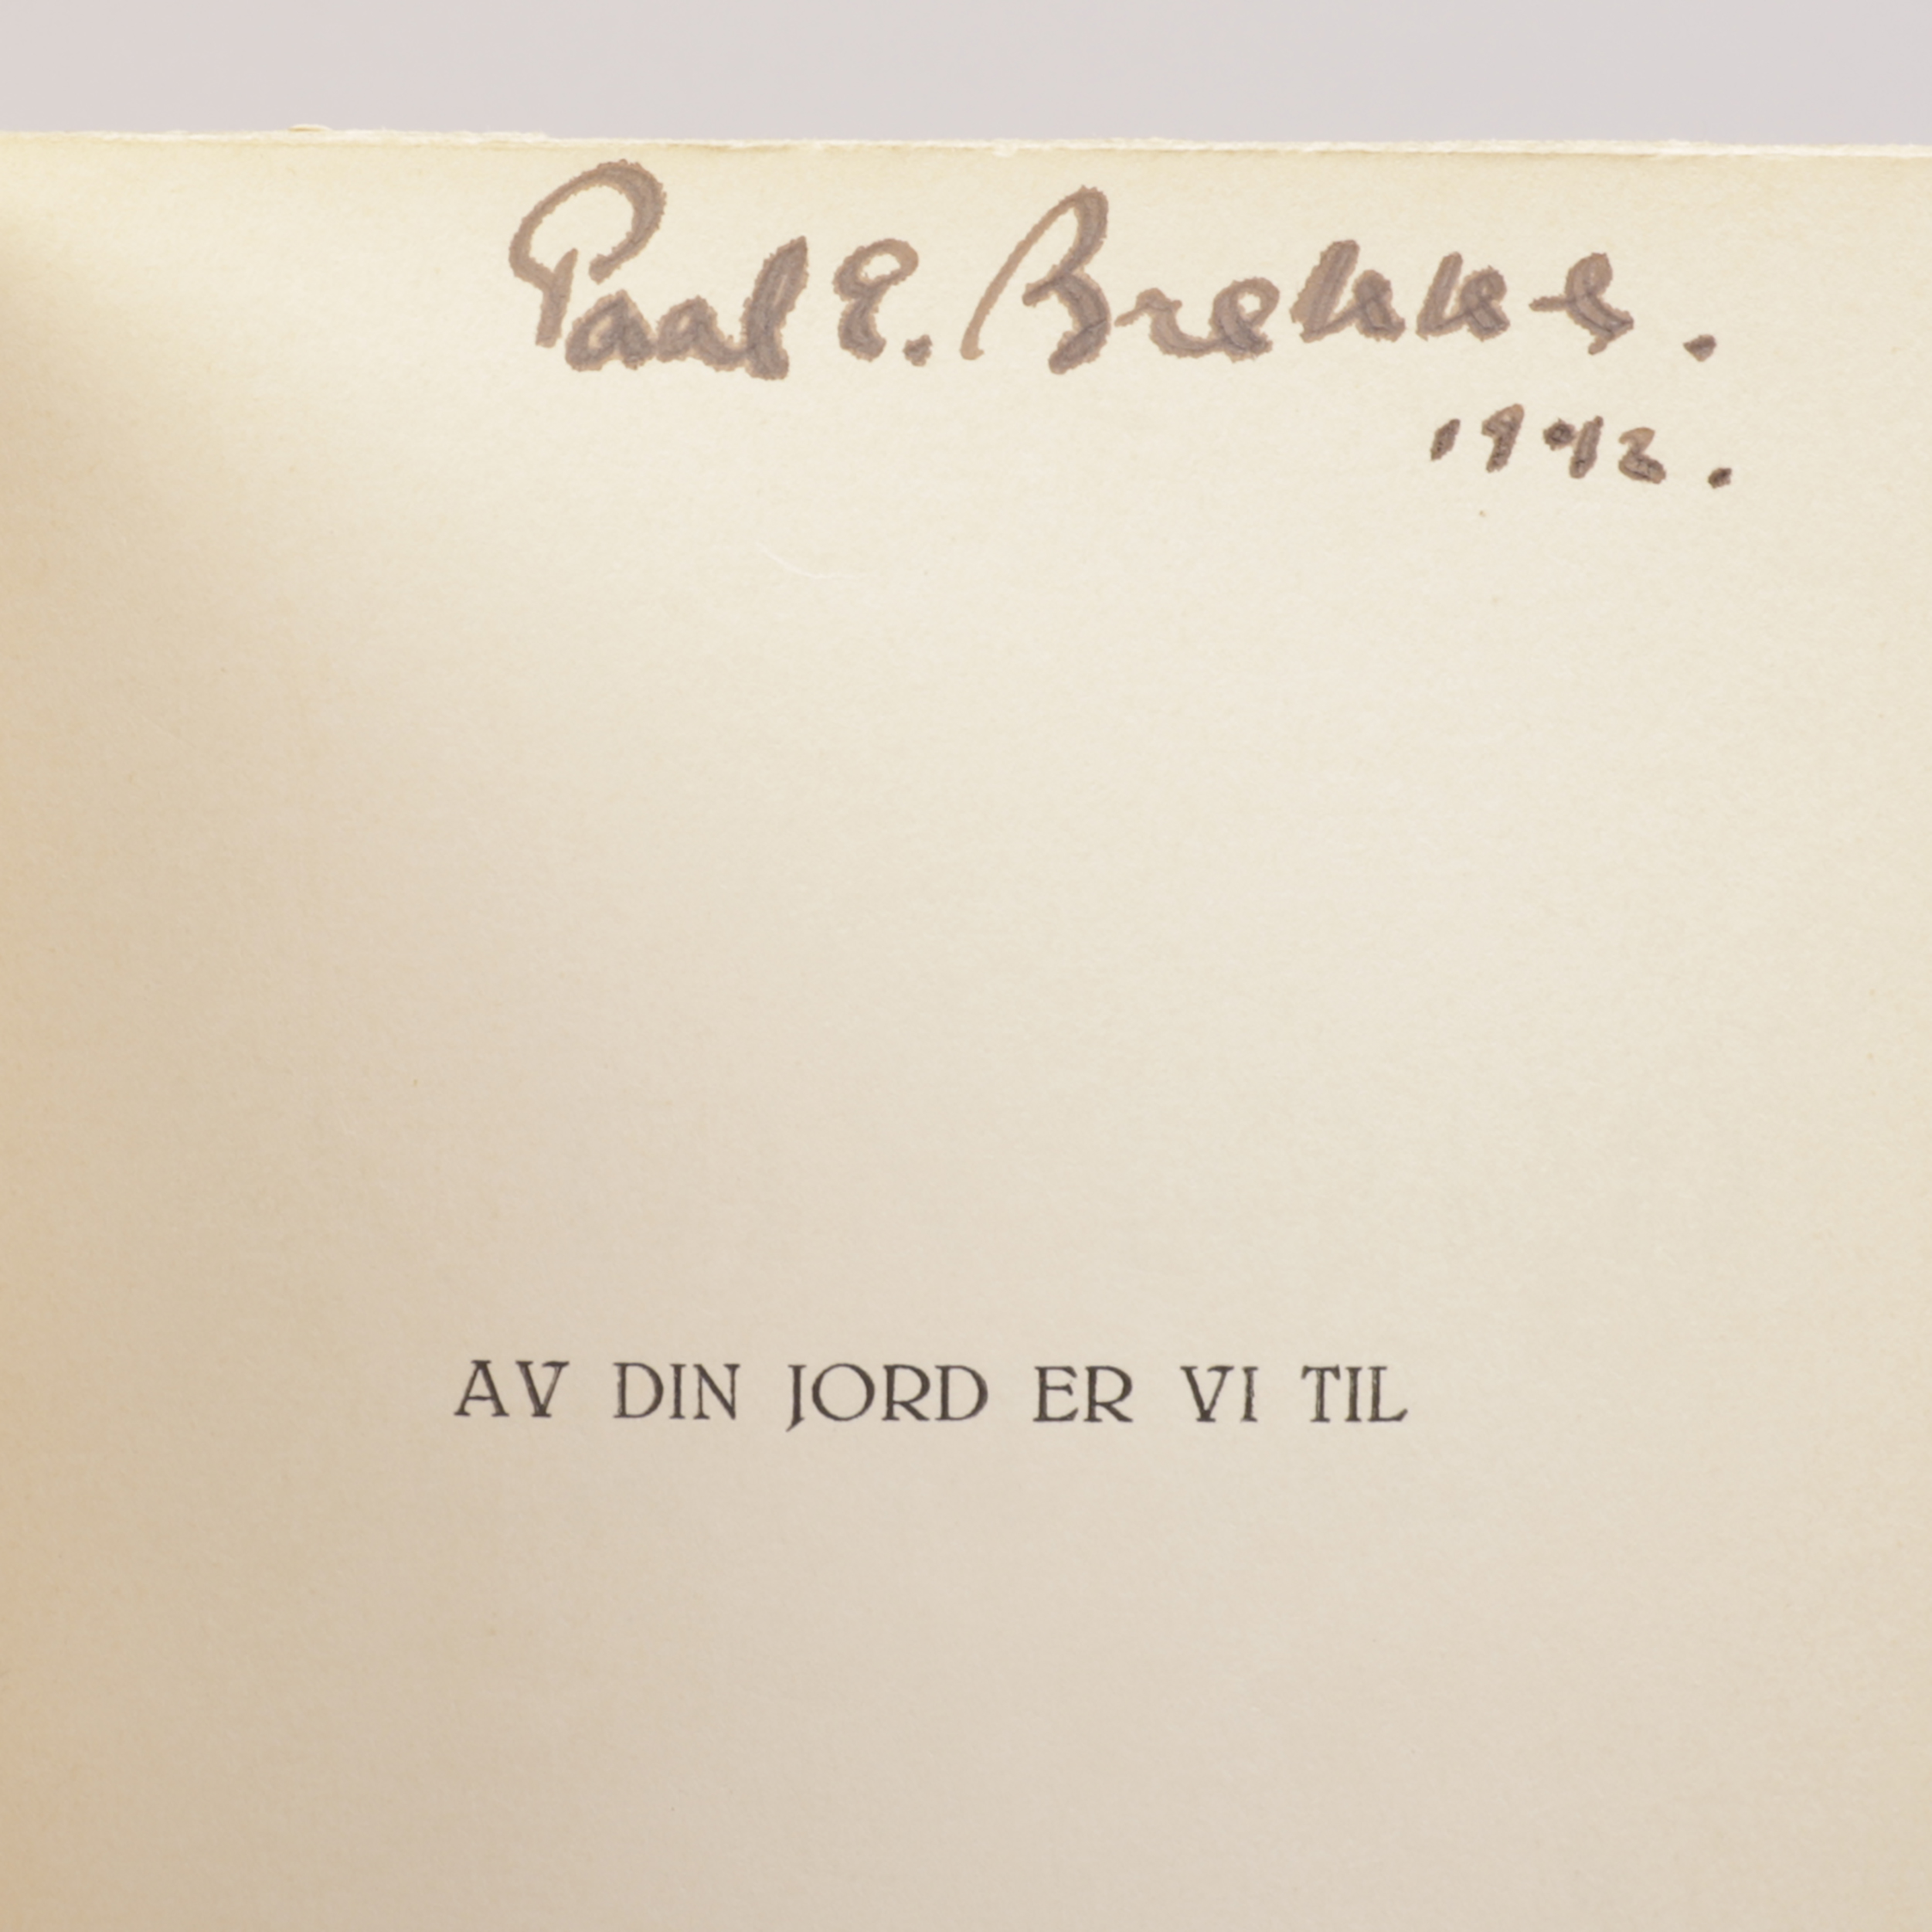 Paal E. Brekke.
1942.
AV DIN JORD ER VI TIL